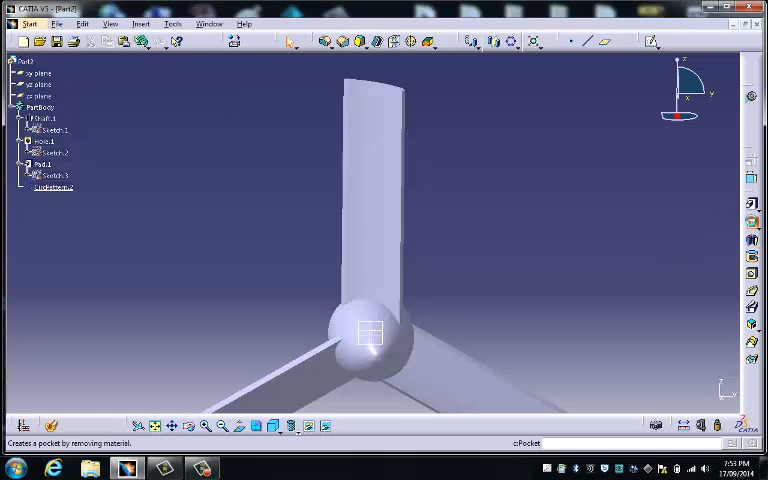 CATIA V5 - [Part2]
Start File Edit View Insert Tools Window Help
Part2
xy plane
yz plane
zx plane
PartBody
Shaft.1
Sketch.1
Hole.1
Sketch.2
Pad.1
Sketch.3
CircPattern.2
z
y
x
z
y
x
CATIA
Creates a pocket by removing material.
c:Pocket
7:53 PM
17/09/2014